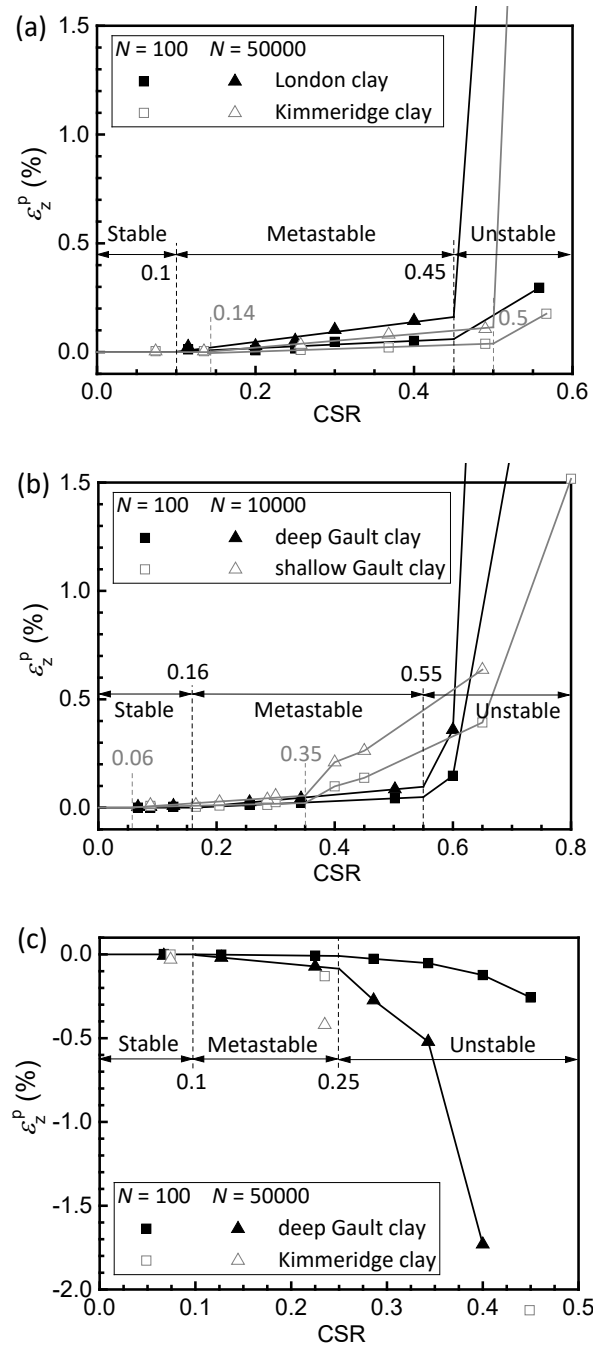 (a)
1.5
N = 100 N = 50000
London clay
Kimmeridge clay
1.0
εzp (%)
Stable Metastable Unstable
0.5
0.1 0.45
0.14 0.5
0.0
0.0 0.2 0.4 0.6
CSR
(b)
1.5
N = 100 N = 10000
deep Gault clay
shallow Gault clay
1.0
εzp (%)
0.16 0.55
0.5
Stable Metastable Unstable
0.06 0.35
0.0
0.0 0.2 0.4 0.6 0.8
CSR
(c)
0.0
-0.5
Stable Metastable Unstable
0.1 0.25
εzp (%)
-1.0
N = 100 N = 50000
-1.5
deep Gault clay
Kimmeridge clay
-2.0
0.0 0.1 0.2 0.3 0.4 0.5
CSR